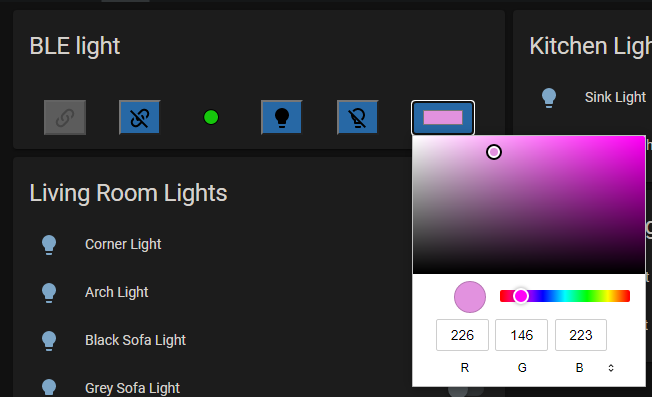 BLE light
Kitchen Ligh
Sink Light
Living Room Lights
Corner Light
Arch Light
Black Sofa Light
Grey Sofa Light
226 146 223
R G B